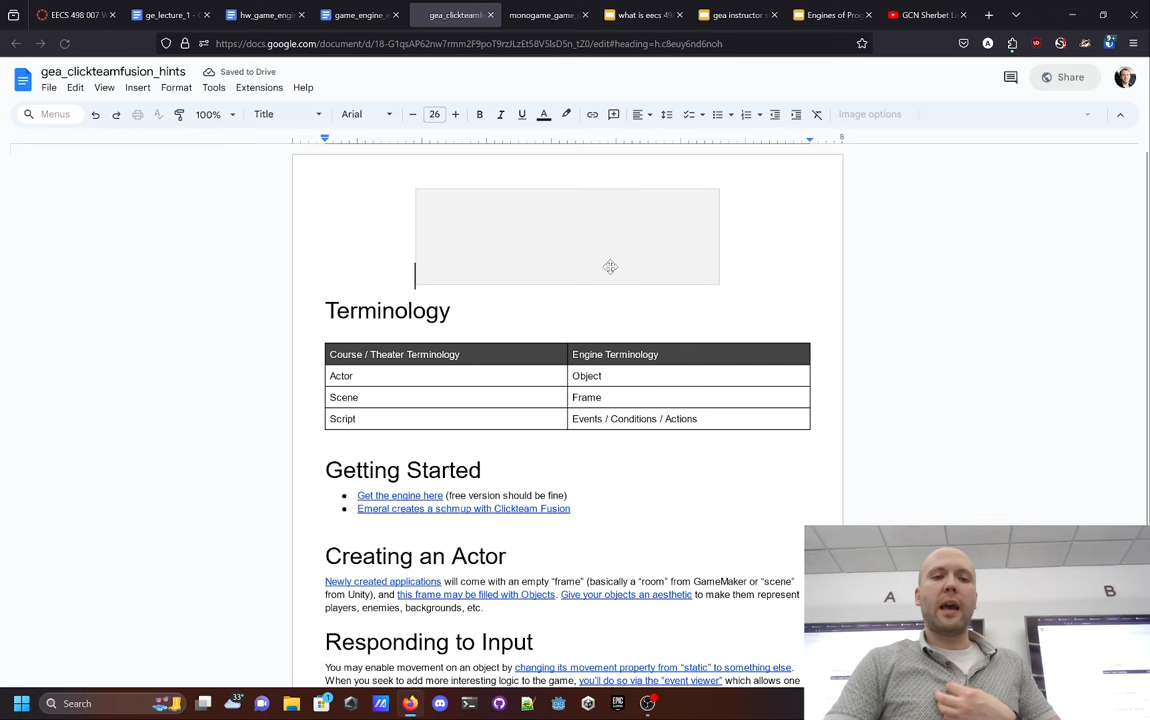 EECS 498 007 W
ge_lecture_1 - G
hw_game_engi
game_engine_e
gea_clickteamf
monogame_g
what is eecs 49
gea instructor s
Engines of Prog
GCN Sherbet L
https://docs.google.com/document/d/18-G1qsAP62nw7rmm2F9poT9rzJLzEt58V5lsD5n_tZ0/edit#heading=h.c8euy6nd6noh
gea_clickteamfusion_hints
Saved to Drive
File Edit View Insert Format Tools Extensions Help
Share
Menus
100%
Title
Arial
26
Image options
8
Terminology
Course / Theater Terminology Engine Terminology
Actor Object
Scene Frame
Script Events / Conditions / Actions
Getting Started
Get the engine here (free version should be fine)
Emeral creates a schmup with Clickteam Fusion
Creating an Actor
Newly created applications will come with an empty “frame” (basically a “room” from GameMaker or “scene”
from Unity), and this frame may be filled with Objects. Give your objects an aesthetic to make them represent
players, enemies, backgrounds, etc.
Responding to Input
You may enable movement on an object by changing its movement property from “static” to something else.
When you seek to add more interesting logic to the game, you’ll do so via the “event viewer” which allows one
A
B
Search
33°